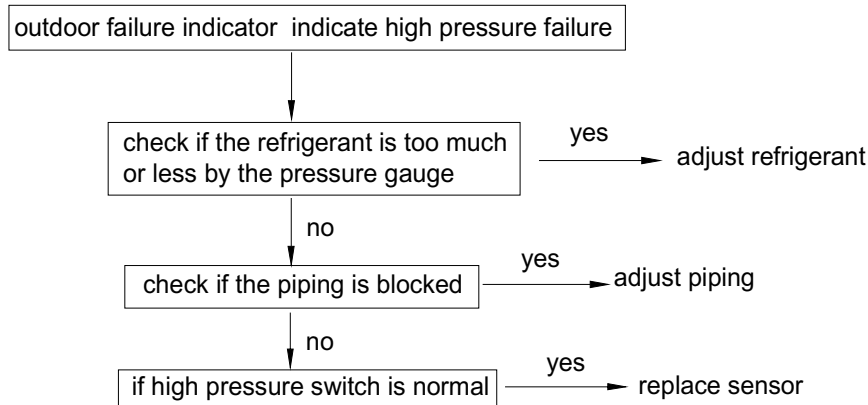 outdoor failure indicator  indicate high pressure failure
check if the refrigerant is too much
or less by the pressure gauge
yes
adjust refrigerant
no
check if the piping is blocked
yes
adjust piping
no
if high pressure switch is normal
yes
replace sensor